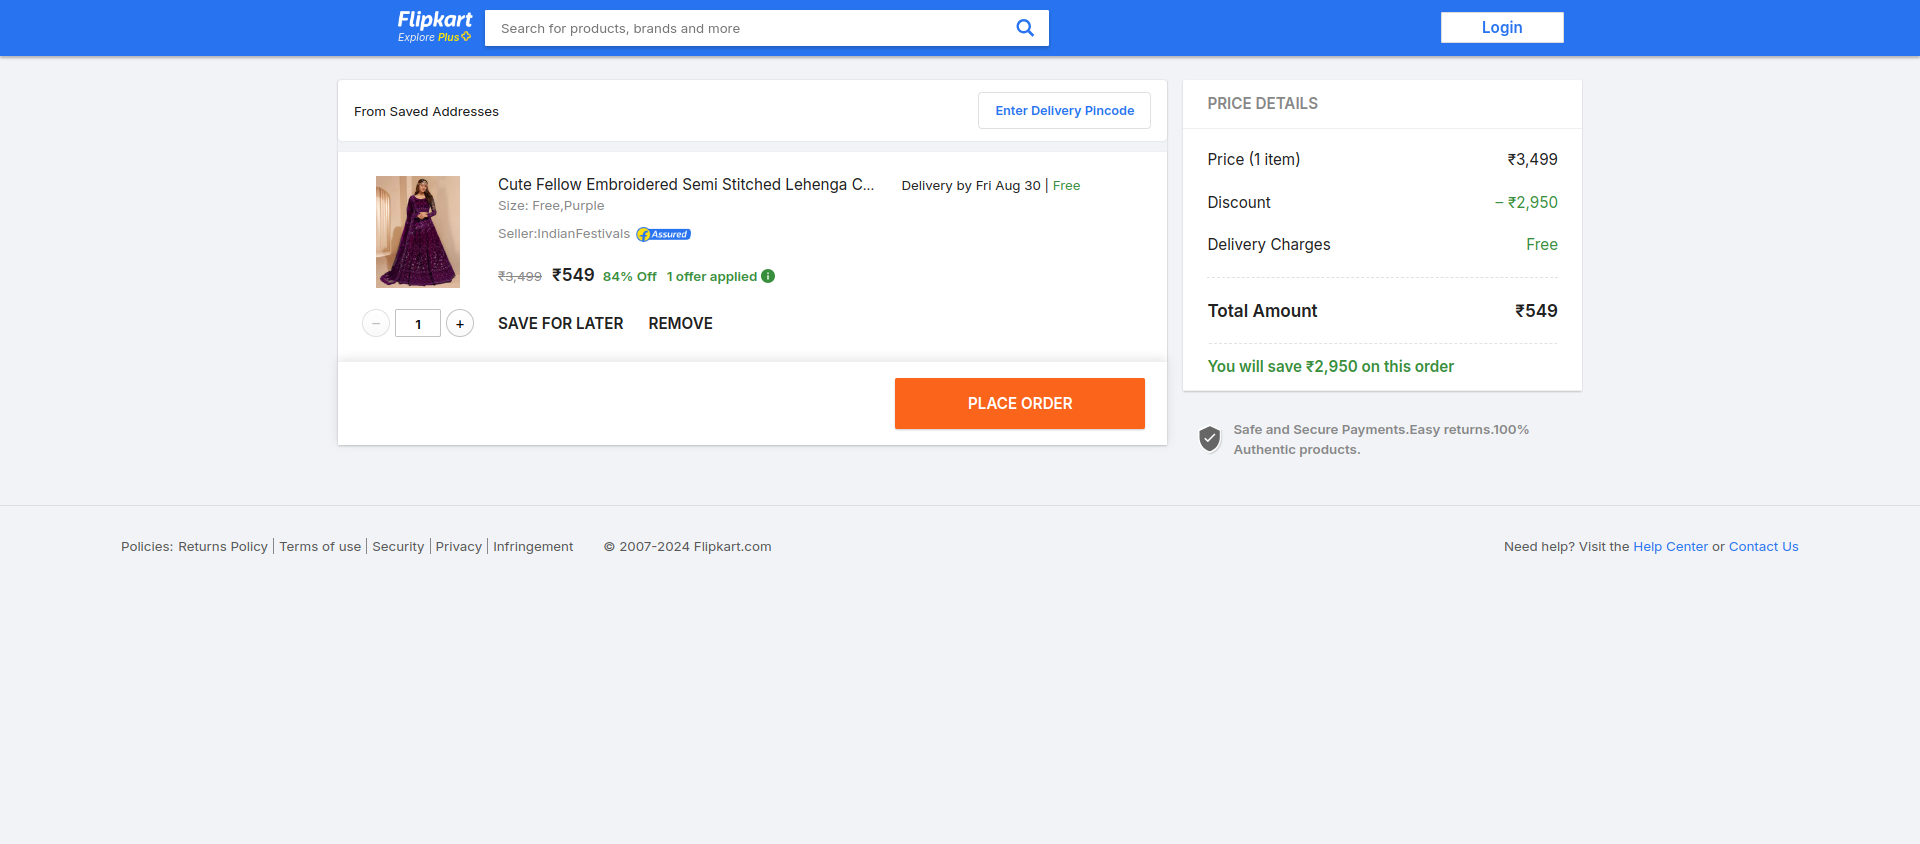 Flipkart
Explore Plus
Search for products, brands and more
Login
From Saved Addresses
Enter Delivery Pincode
Cute Fellow Embroidered Semi Stitched Lehenga C...
Delivery by Fri Aug 30 | Free
Size: Free,Purple
Seller:IndianFestivals
f Assured
₹3,499 ₹549 84% Off 1 offer applied i
− 1 +
SAVE FOR LATER
REMOVE
PLACE ORDER
PRICE DETAILS
Price (1 item) ₹3,499
Discount − ₹2,950
Delivery Charges Free
Total Amount ₹549
You will save ₹2,950 on this order
Safe and Secure Payments.Easy returns.100%
Authentic products.
Policies: Returns Policy | Terms of use | Security | Privacy | Infringement © 2007-2024 Flipkart.com
Need help? Visit the Help Center or Contact Us